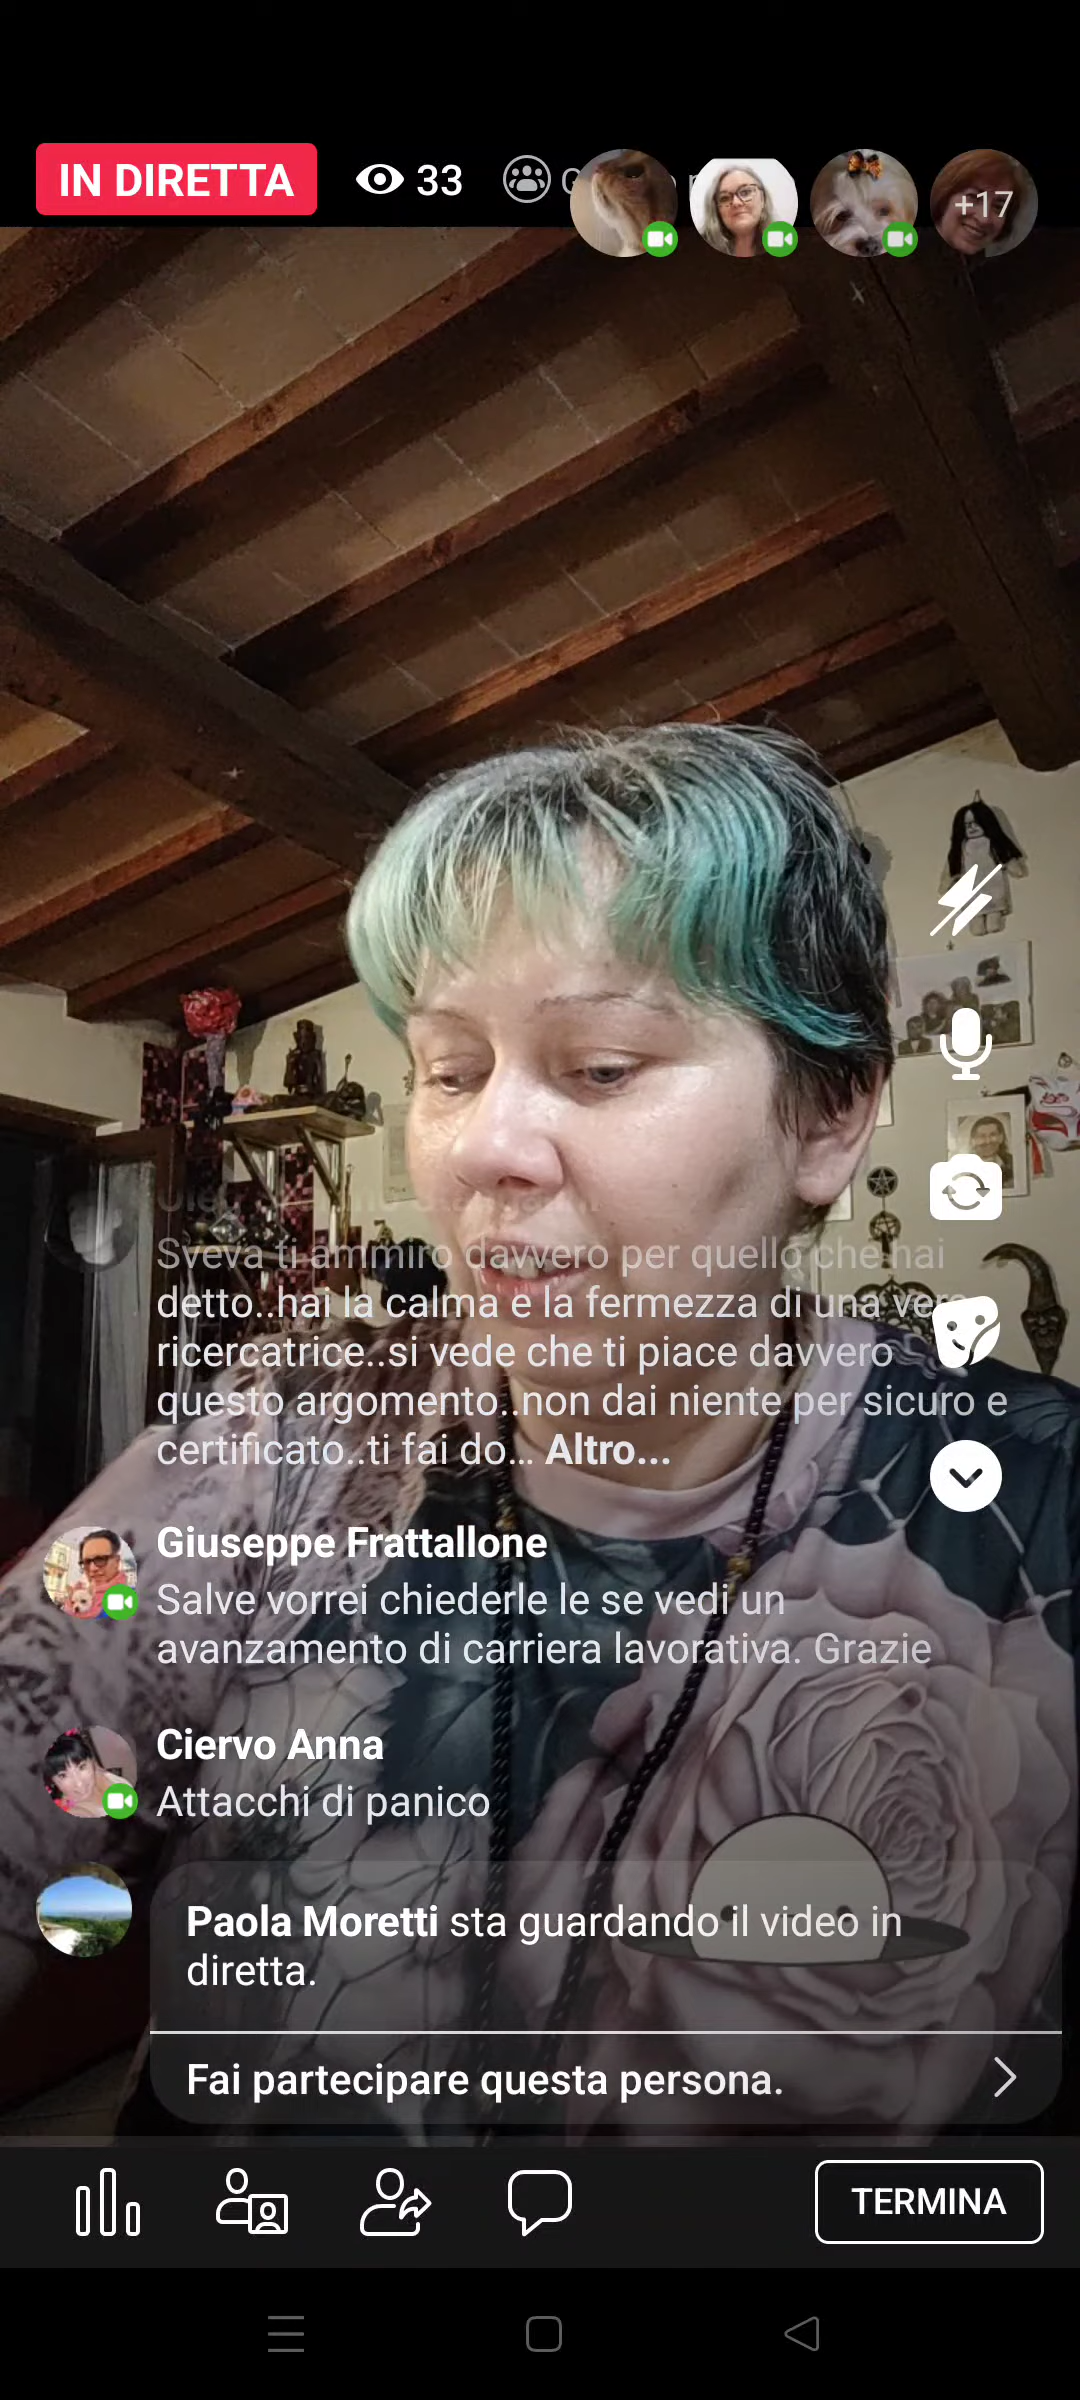 IN DIRETTA
33
+17
Sveva ti ammiro davvero per quello che hai
detto..hai la calma e la fermezza di una vera
ricercatrice..si vede che ti piace davvero
questo argomento..non dai niente per sicuro e
certificato..ti fai do... Altro...
Giuseppe Frattallone
Salve vorrei chiederle le se vedi un
avanzamento di carriera lavorativa. Grazie
Ciervo Anna
Attacchi di panico
Paola Moretti sta guardando il video in
diretta.
Fai partecipare questa persona.
TERMINA